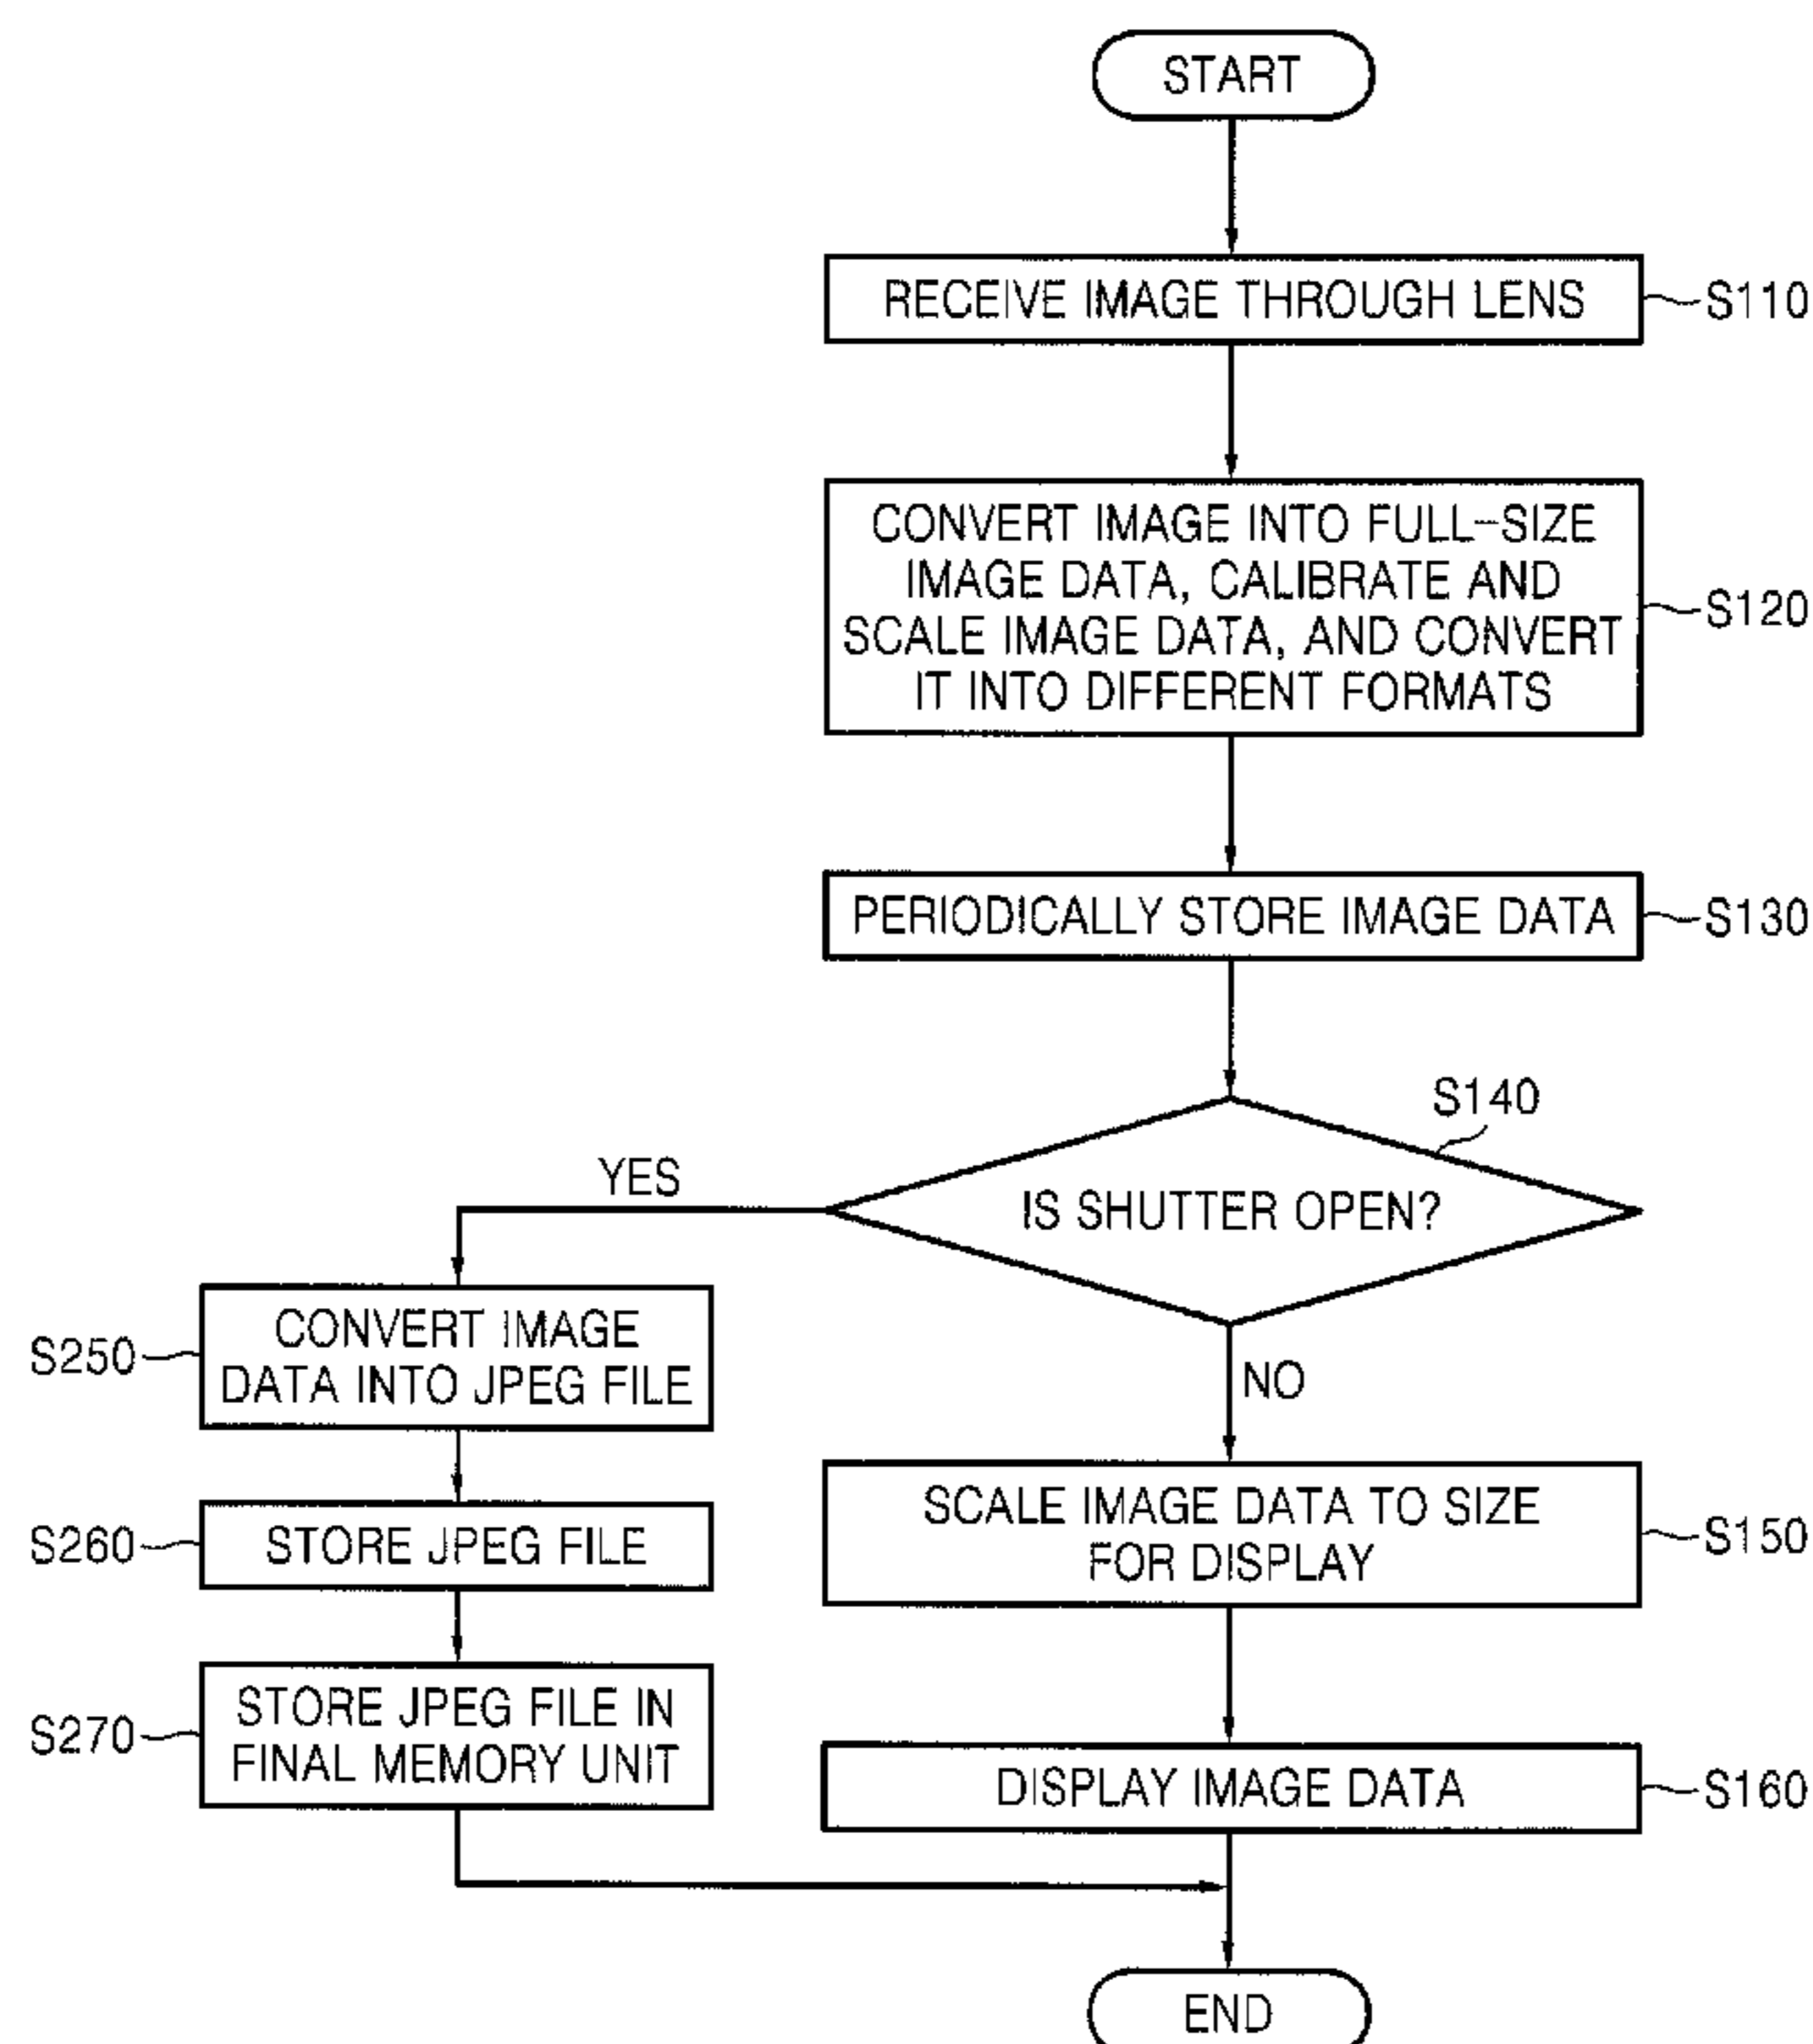 START
RECEIVE IMAGE THROUGH LENS
S110
CONVERT IMAGE INTO FULL-SIZE
IMAGE DATA, CALIBRATE AND
SCALE IMAGE DATA, AND CONVERT
IT INTO DIFFERENT FORMATS
S120
PERIODICALLY STORE IMAGE DATA
S130
S140
IS SHUTTER OPEN?
YES
NO
S250
CONVERT IMAGE
DATA INTO JPEG FILE
S260
STORE JPEG FILE
S270
STORE JPEG FILE IN
FINAL MEMORY UNIT
SCALE IMAGE DATA TO SIZE
FOR DISPLAY
S150
DISPLAY IMAGE DATA
S160
END